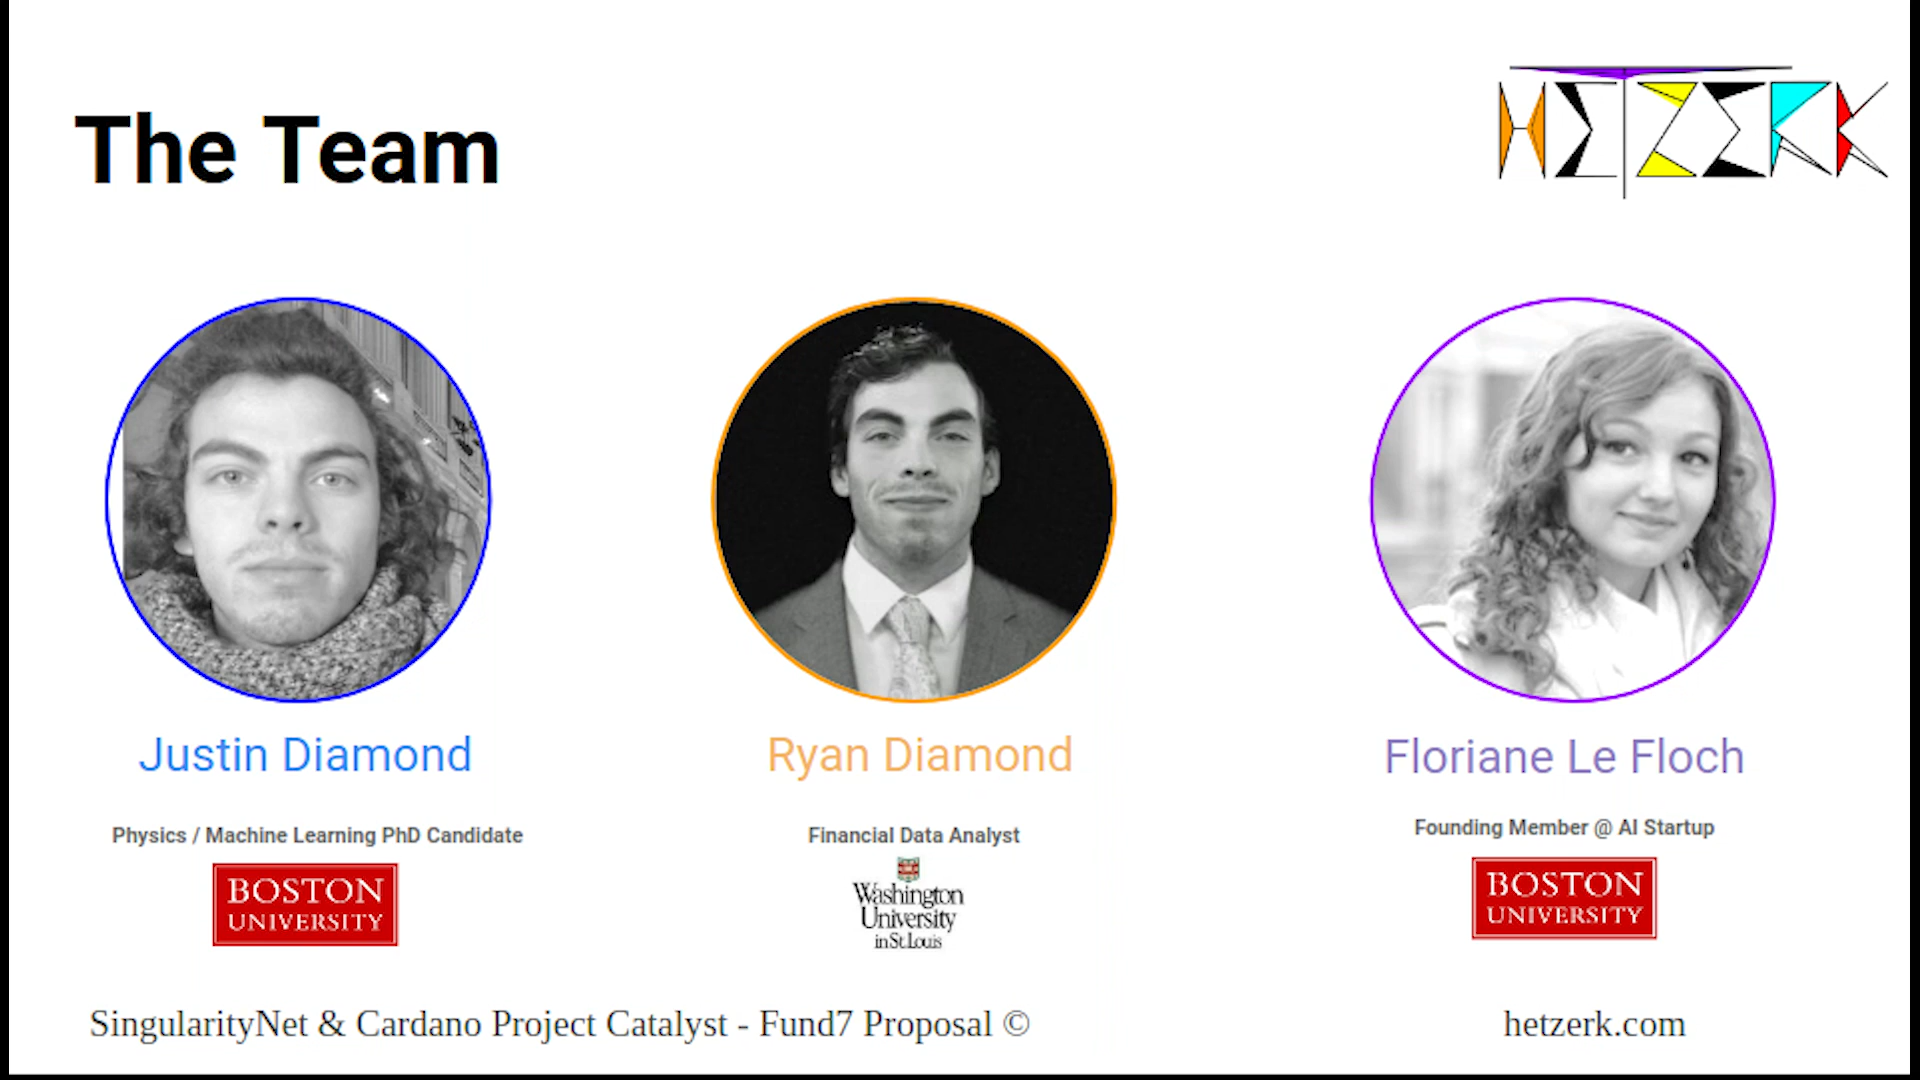 HETZERK
The Team
Justin Diamond
Ryan Diamond
Floriane Le Floch
Physics / Machine Learning PhD Candidate
Financial Data Analyst
Founding Member @ AI Startup
BOSTON
UNIVERSITY
Washington
University
in St. Louis
BOSTON
UNIVERSITY
SingularityNet & Cardano Project Catalyst - Fund7 Proposal ©
hetzerk.com